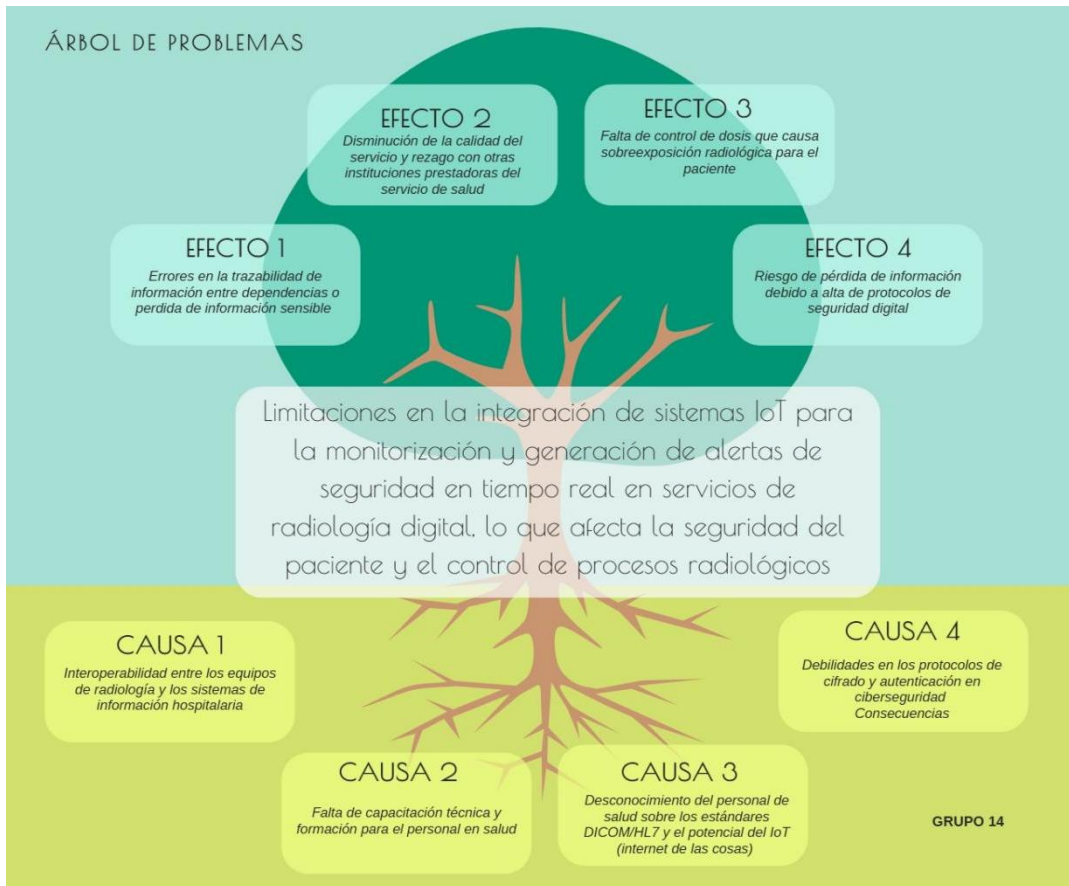 ÁRBOL DE PROBLEMAS
EFECTO 2
Disminución de la calidad del
servicio y rezago con otras
instituciones prestadoras del
servicio de salud
EFECTO 3
Falta de control de dosis que causa
sobreexposición radiológica para el
paciente
EFECTO 1
Errores en la trazabilidad de
información entre dependencias o
perdida de información sensible
EFECTO 4
Riesgo de pérdida de información
debido a alta de protocolos de
seguridad digital
Limitaciones en la integración de sistemas IoT para
la monitorización y generación de alertas de
seguridad en tiempo real en servicios de
radiología digital, lo que afecta la seguridad del
paciente y el control de procesos radiológicos
CAUSA 1
Interoperabilidad entre los equipos
de radiología y los sistemas de
información hospitalaria
CAUSA 4
Debilidades en los protocolos de
cifrado y autenticación en
ciberseguridad
Consecuencias
CAUSA 2
Falta de capacitación técnica y
formación para el personal en salud
CAUSA 3
Desconocimiento del personal de
salud sobre los estándares
DICOM/HL7 y el potencial del IoT
(internet de las cosas)
GRUPO 14